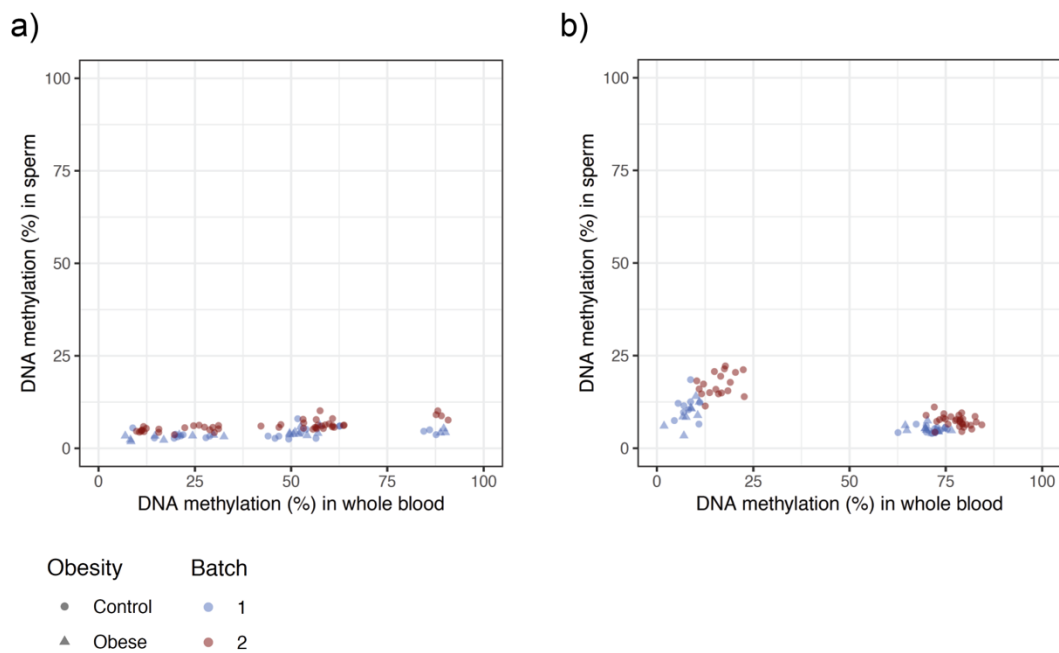 a)
DNA methylation (%) in sperm
100
75
50
25
0
0 25 50 75 100
DNA methylation (%) in whole blood
b)
DNA methylation (%) in sperm
100
75
50
25
0
0 25 50 75 100
DNA methylation (%) in whole blood
Obesity Batch
Control 1
Obese 2